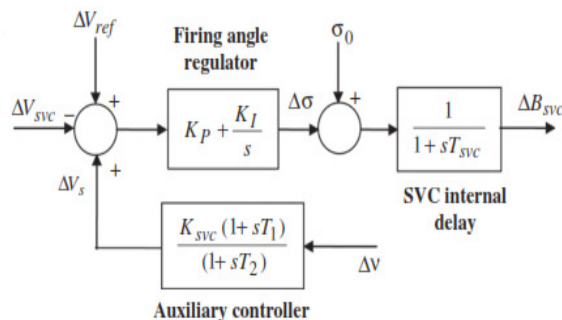 ΔV_ref
Firing angle
regulator
σ_0
ΔV_svc
−
+
K_P + K_I / s
Δσ
+
1 / 1 + sT_svc
ΔB_svc
ΔV_s
+
SVC internal
delay
K_svc (1 + sT_1) / (1 + sT_2)
Δν
Auxiliary controller